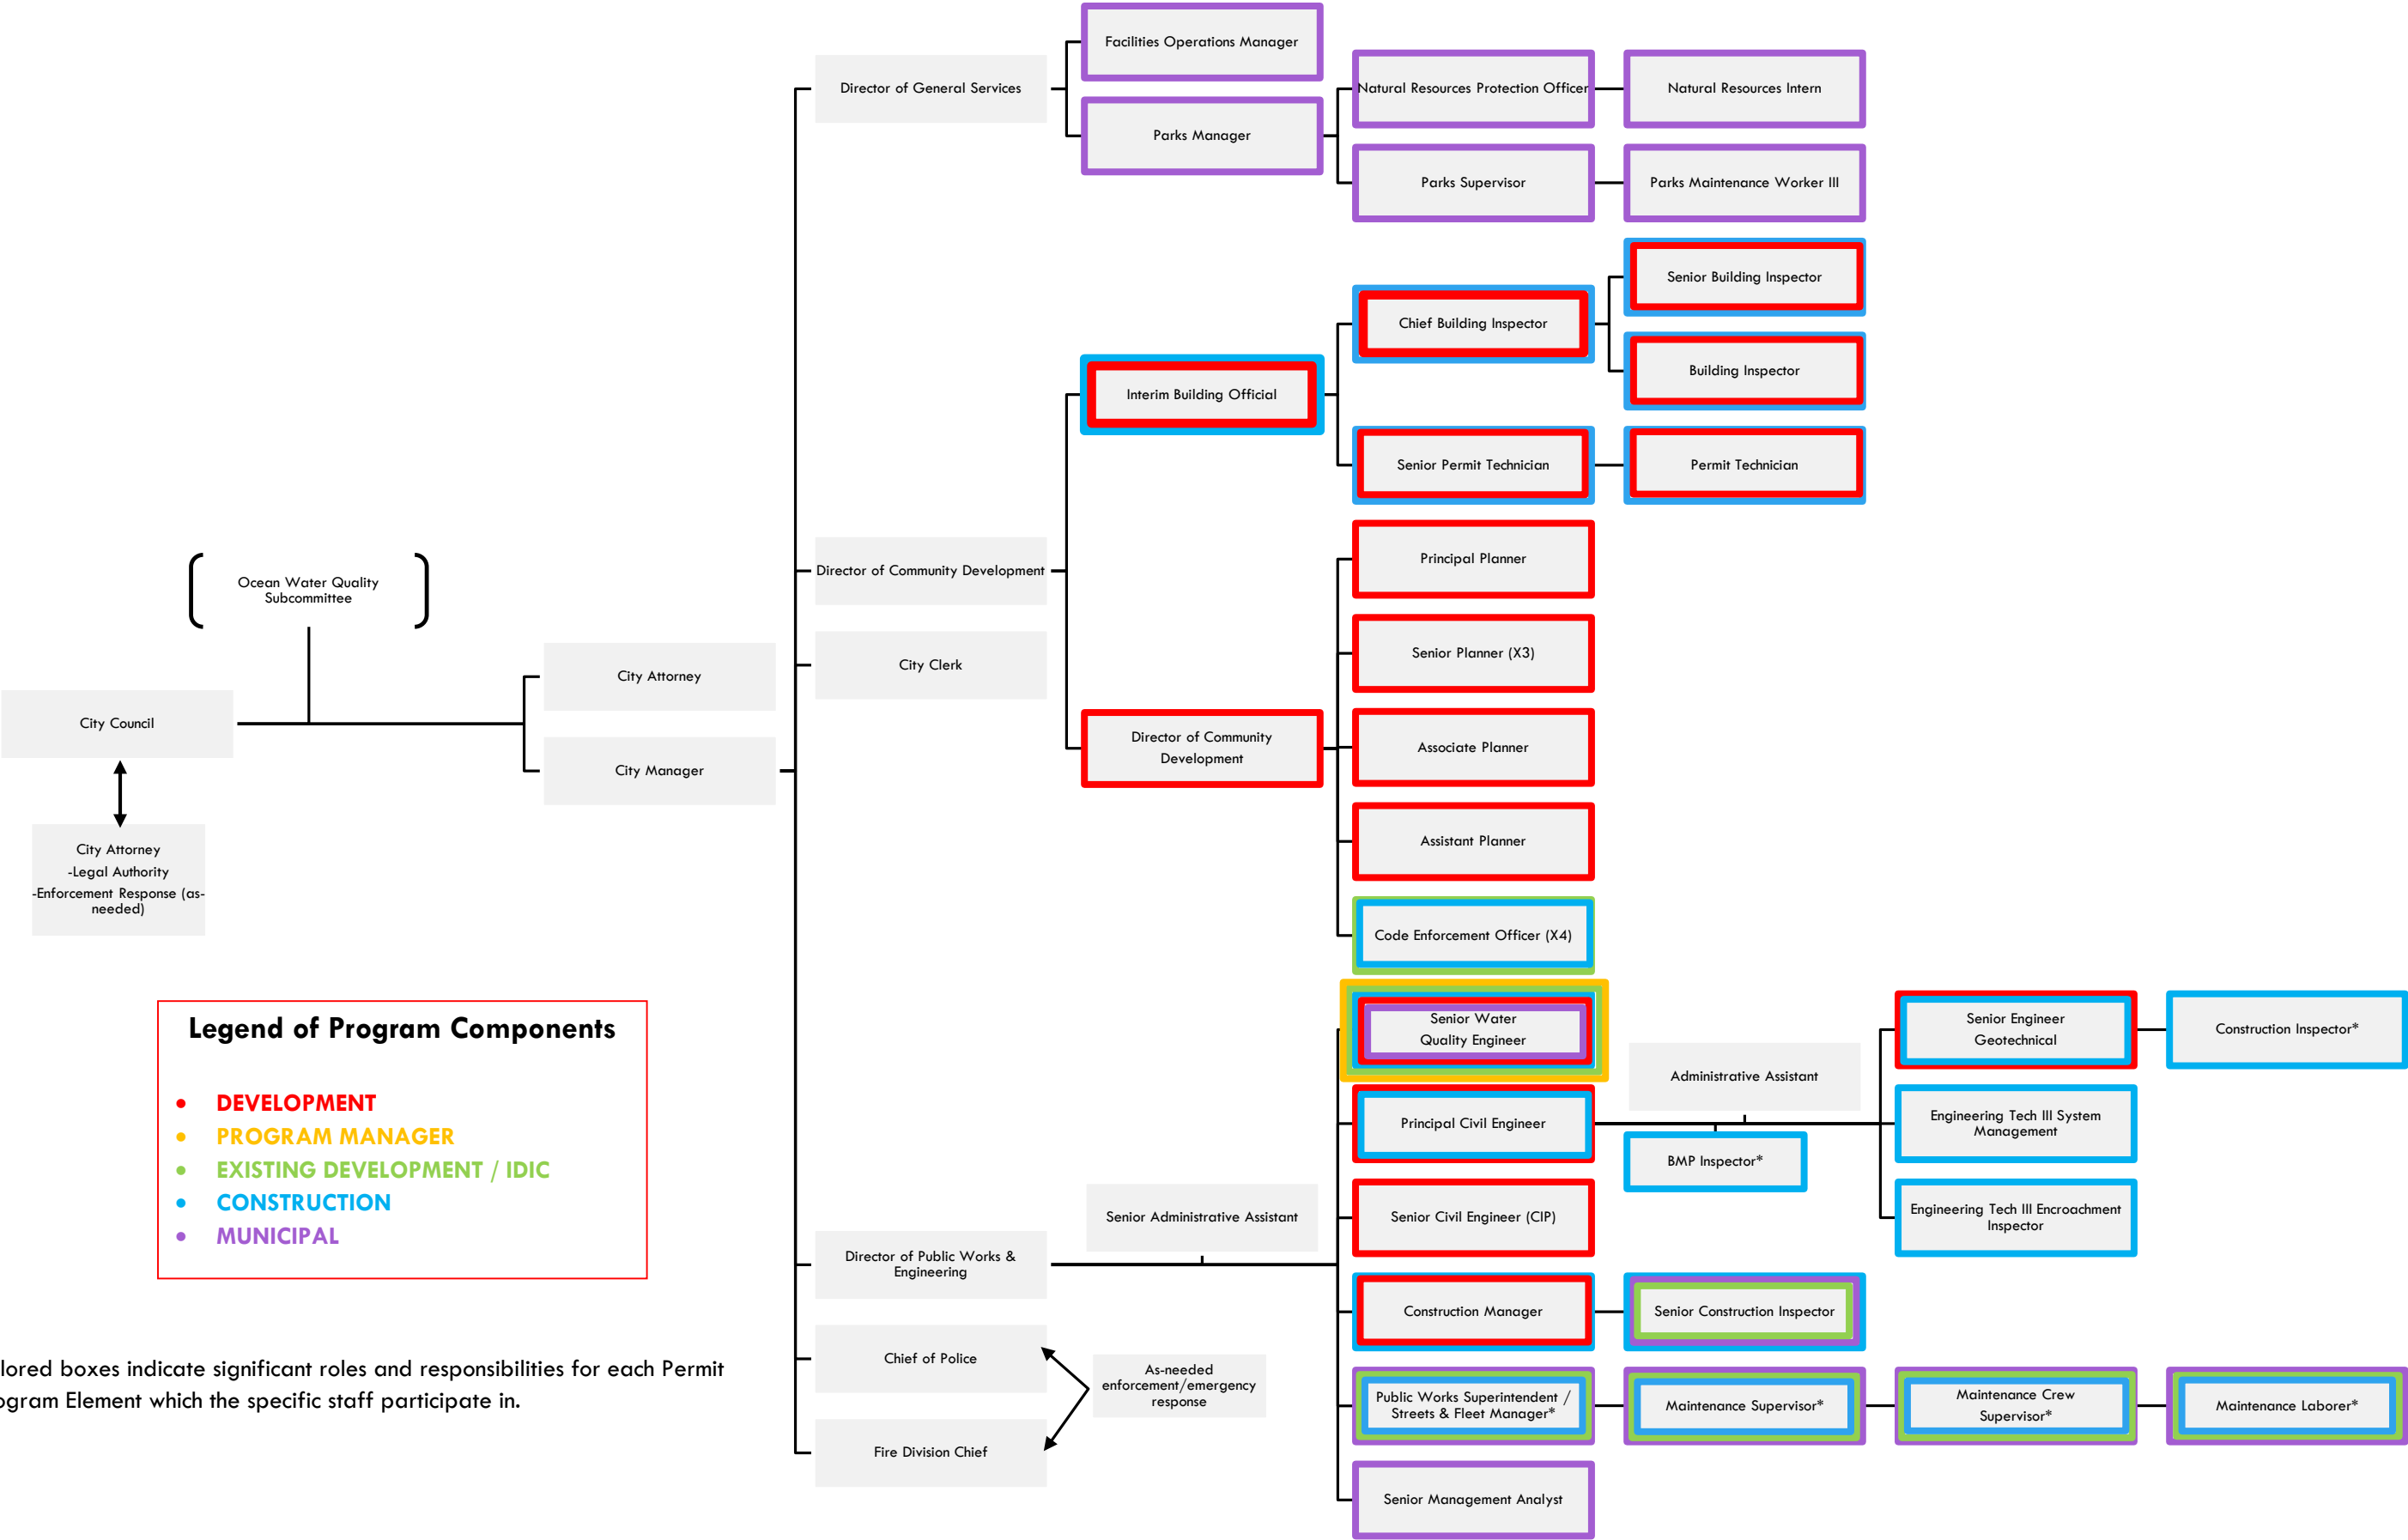 Facilities Operations Manager
Director of General Services
Natural Resources Protection Officer
Natural Resources Intern
Parks Manager
Parks Supervisor
Parks Maintenance Worker III
Senior Building Inspector
Chief Building Inspector
Building Inspector
Interim Building Official
Senior Permit Technician
Permit Technician
Principal Planner
Ocean Water Quality
Subcommittee
Director of Community Development
Senior Planner (X3)
City Clerk
City Attorney
City Council
City Manager
Director of Community
Development
Associate Planner
Assistant Planner
City Attorney
-Legal Authority
-Enforcement Response (as-
needed)
Code Enforcement Officer (X4)
Legend of Program Components
• DEVELOPMENT
• PROGRAM MANAGER
• EXISTING DEVELOPMENT / IDIC
• CONSTRUCTION
• MUNICIPAL
Senior Water
Quality Engineer
Senior Engineer
Geotechnical
Construction Inspector*
Administrative Assistant
Principal Civil Engineer
Engineering Tech III System
Management
BMP Inspector*
Senior Administrative Assistant
Senior Civil Engineer (CIP)
Engineering Tech III Encroachment
Inspector
Director of Public Works &
Engineering
Construction Manager
Senior Construction Inspector
Chief of Police
As-needed
enforcement/emergency
response
Public Works Superintendent /
Streets & Fleet Manager*
Maintenance Supervisor*
Maintenance Crew
Supervisor*
Maintenance Laborer*
Fire Division Chief
Senior Management Analyst
lored boxes indicate significant roles and responsibilities for each Permit
ogram Element which the specific staff participate in.